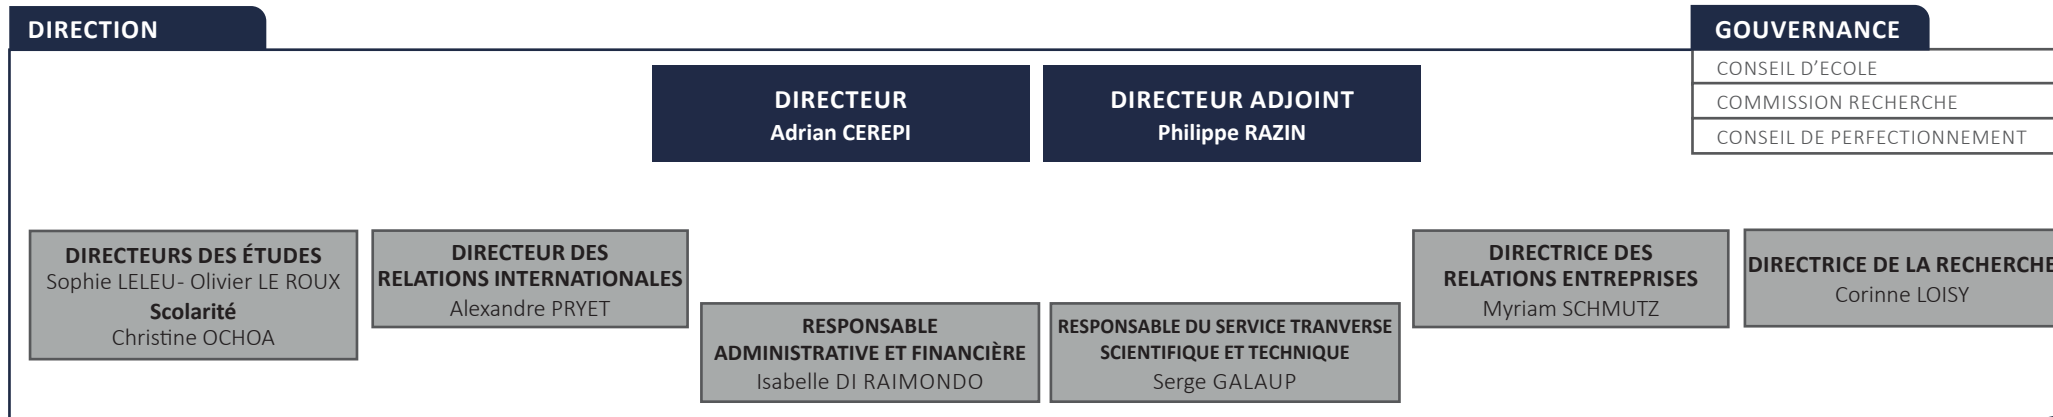 DIRECTION
GOUVERNANCE
CONSEIL D’ECOLE
COMMISSION RECHERCHE
CONSEIL DE PERFECTIONNEMENT
DIRECTEUR
Adrian CEREPI
DIRECTEUR ADJOINT
Philippe RAZIN
DIRECTEURS DES ÉTUDES
Sophie LELEU- Olivier LE ROUX
Scolarité
Christine OCHOA
DIRECTEUR DES
RELATIONS INTERNATIONALES
Alexandre PRYET
RESPONSABLE
ADMINISTRATIVE ET FINANCIÈRE
Isabelle DI RAIMONDO
RESPONSABLE DU SERVICE TRANVERSE
SCIENTIFIQUE ET TECHNIQUE
Serge GALAUP
DIRECTRICE DES
RELATIONS ENTREPRISES
Myriam SCHMUTZ
DIRECTRICE DE LA RECHERCHE
Corinne LOISY